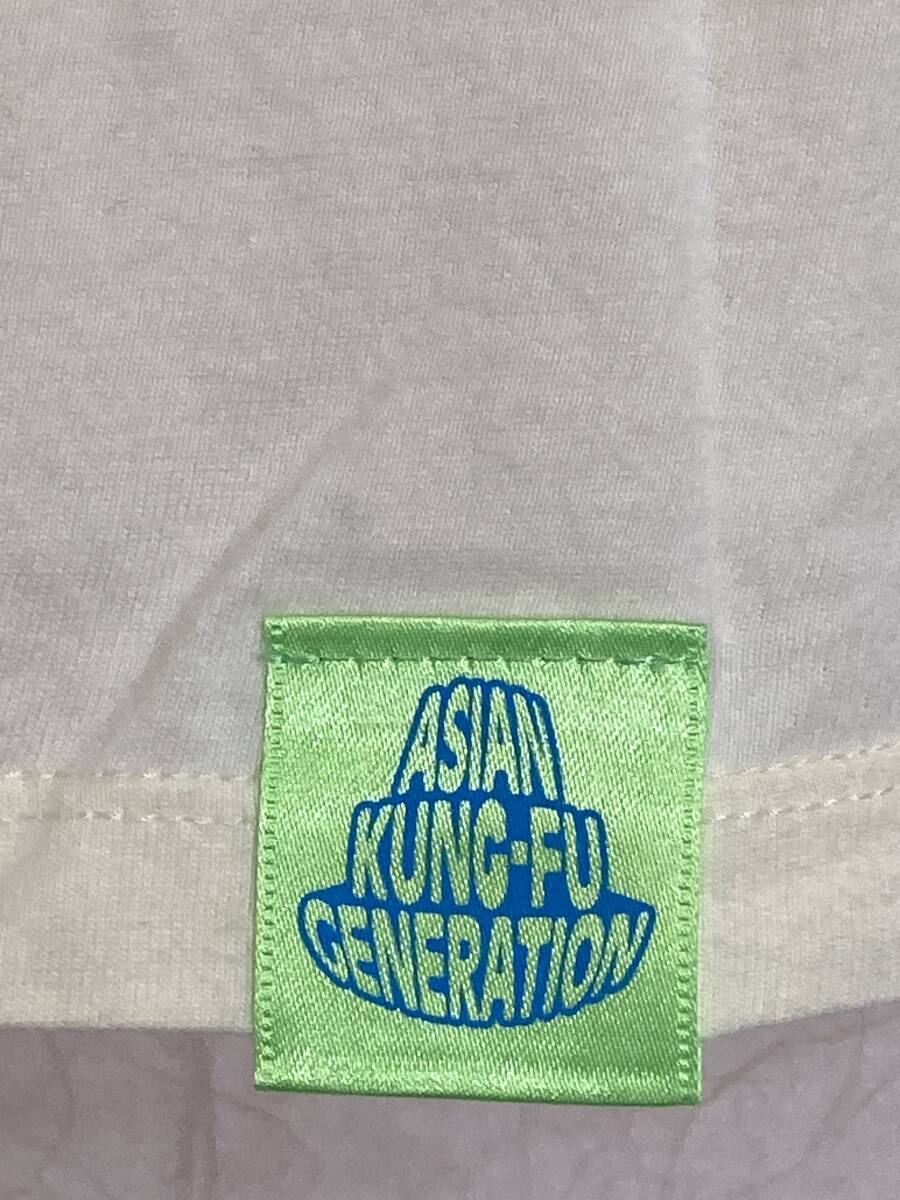 ASIAN
KUNG-FU
GENERATION